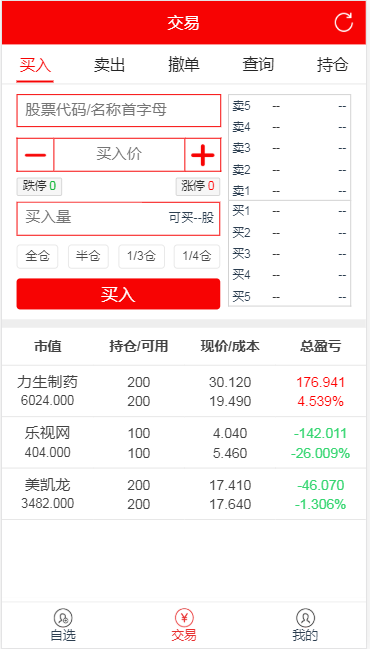 交易
买入 卖出 撤单 查询 持仓
股票代码/名称首字母
买入价
跌停 0 涨停 0
买入量 可买--股
全仓 半仓 1/3仓 1/4仓
买入
卖5 -- --
卖4 -- --
卖3 -- --
卖2 -- --
卖1 -- --
买1 -- --
买2 -- --
买3 -- --
买4 -- --
买5 -- --
市值 持仓/可用 现价/成本 总盈亏
力生制药 200 30.120 176.941
6024.000 200 19.490 4.539%
乐视网 100 4.040 -142.011
404.000 100 5.460 -26.009%
美凯龙 200 17.410 -46.070
3482.000 200 17.640 -1.306%
自选 交易 我的